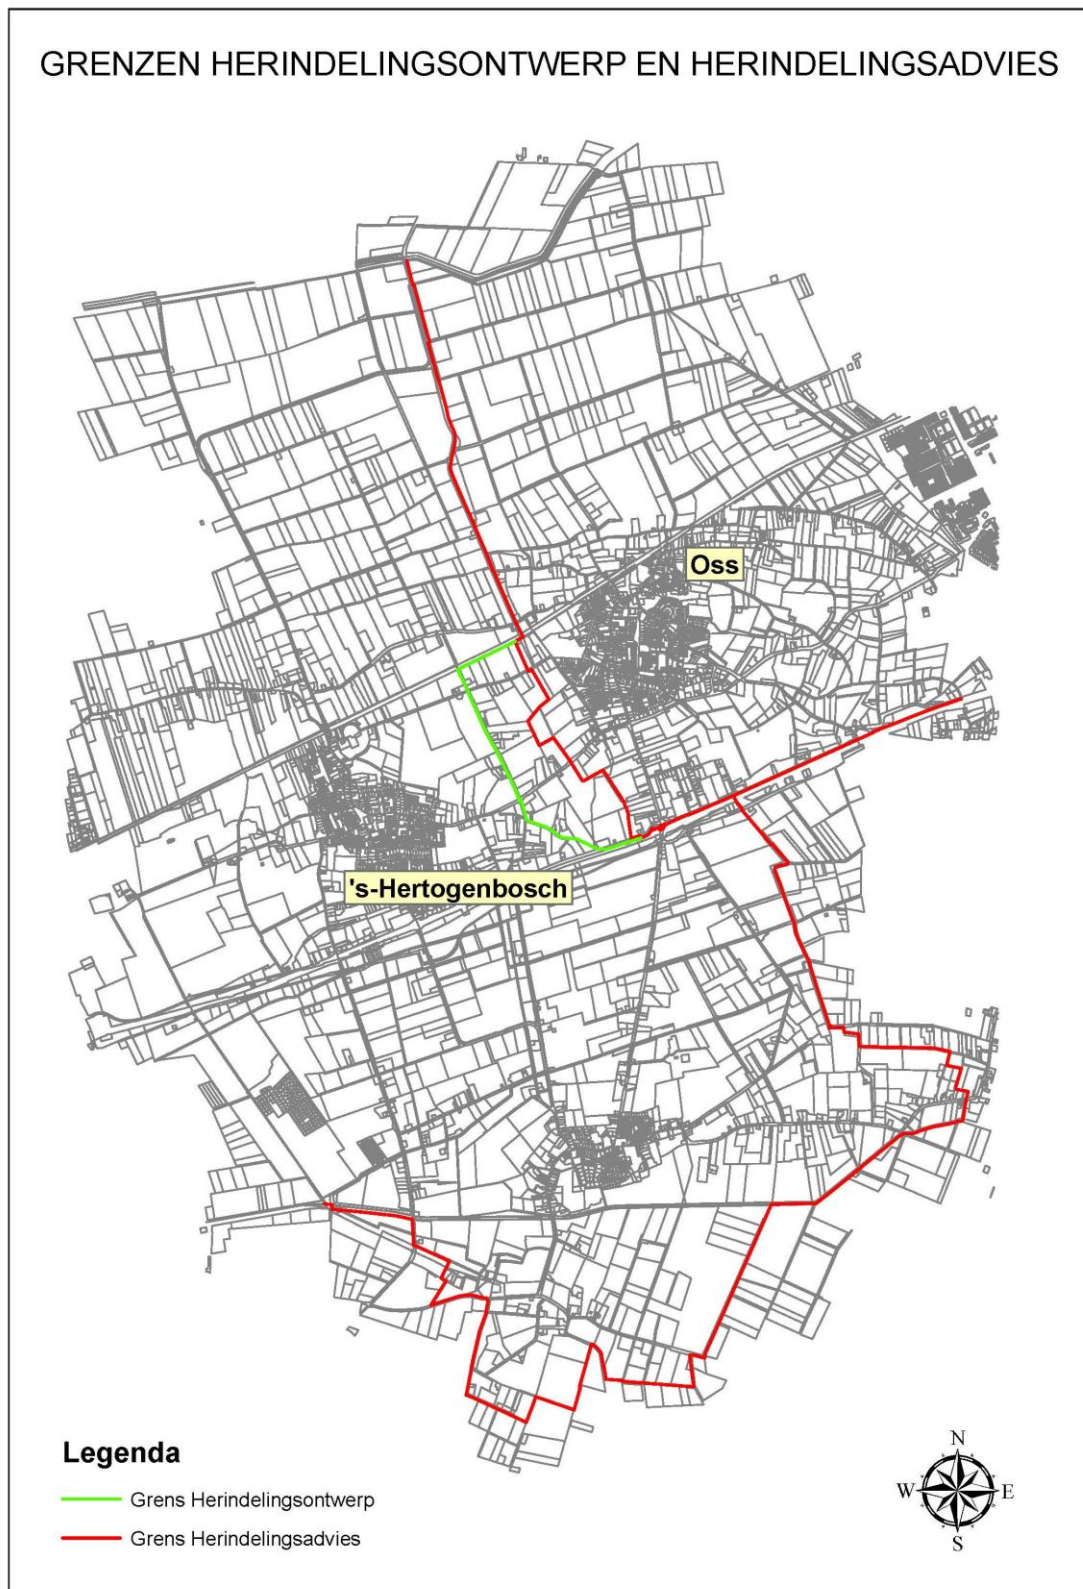 GRENZEN HERINDELINGSONTWERP EN HERINDELINGSADVIES
Oss
's-Hertogenbosch
Legenda
Grens Herindelingsontwerp
Grens Herindelingsadvies
N
W E
S